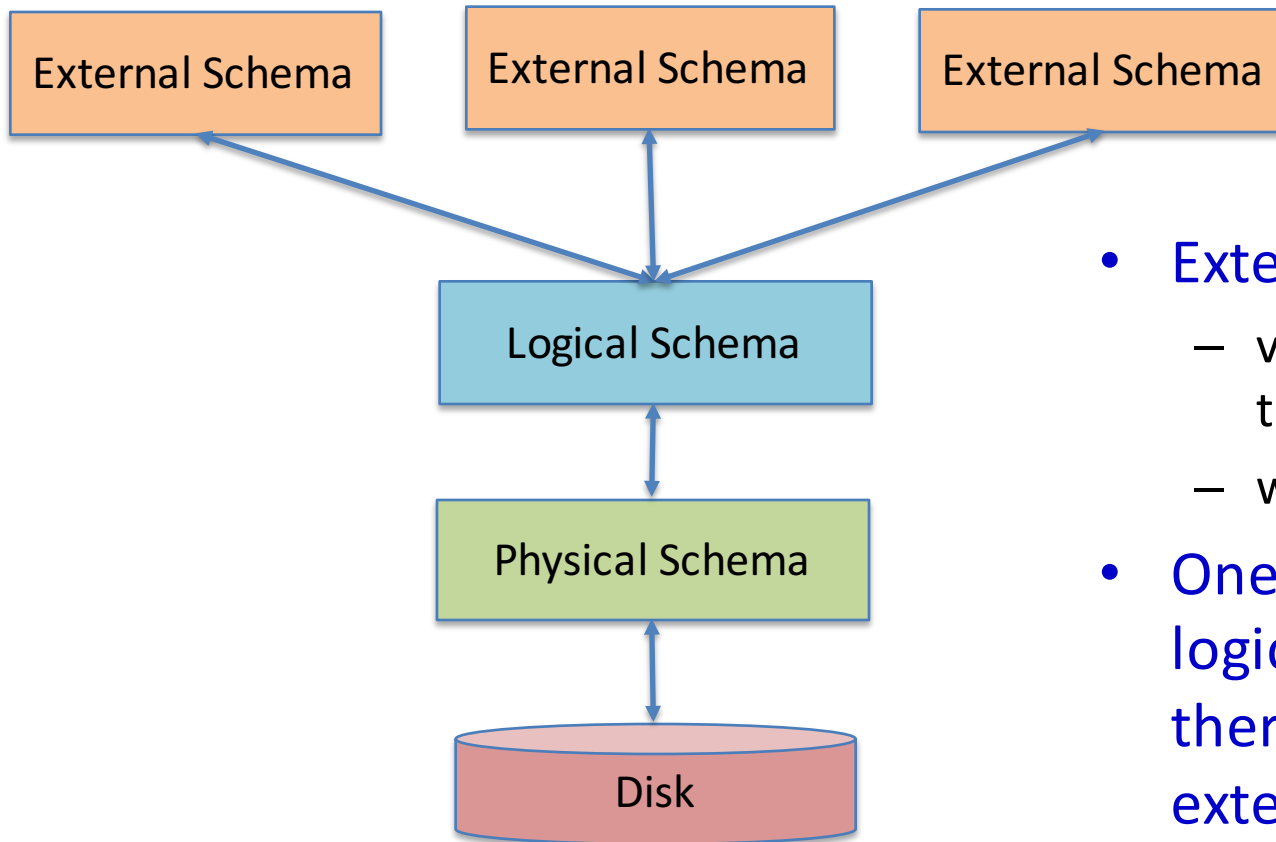 External Schema
External Schema
External Schema
Logical Schema
Physical Schema
Disk
• Exte
– v
t
– w
• One
logic
ther
exte